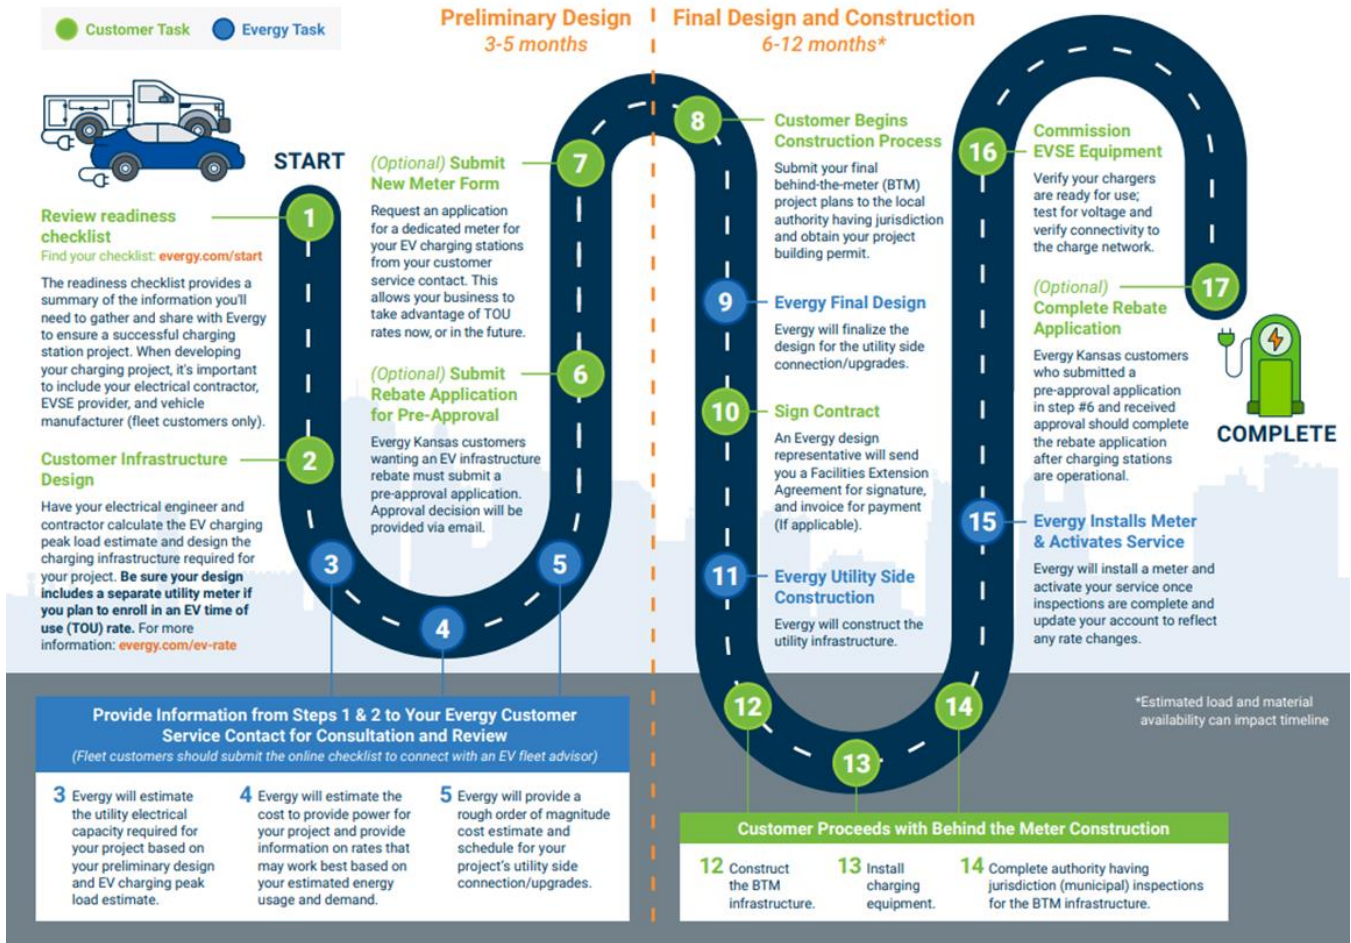 Customer Task
Evergy Task
Preliminary Design
3-5 months
Final Design and Construction
6-12 months*
START
1
Review readiness
checklist
Find your checklist: evergy.com/start
The readiness checklist provides a
summary of the information you'll
need to gather and share with Evergy
to ensure a successful charging
station project. When developing
your charging project, it's important
to include your electrical contractor,
EVSE provider, and vehicle
manufacturer (fleet customers only).
2
Customer Infrastructure
Design
Have your electrical engineer and
contractor calculate the EV charging
peak load estimate and design the
charging infrastructure required for
your project. Be sure your design
includes a separate utility meter if
you plan to enroll in an EV time of
use (TOU) rate. For more
information: evergy.com/ev-rate
3
4
5
Provide Information from Steps 1 & 2 to Your Evergy Customer
Service Contact for Consultation and Review
(Fleet customers should submit the online checklist to connect with an EV fleet advisor)
3 Evergy will estimate
the utility electrical
capacity required for
your project based on
your preliminary design
and EV charging peak
load estimate.
4 Evergy will estimate the
cost to provide power for
your project and provide
information on rates that
may work best based on
your estimated energy
usage and demand.
5 Evergy will provide a
rough order of magnitude
cost estimate and
schedule for your
project's utility side
connection/upgrades.
6
(Optional) Submit
Rebate Application
for Pre-Approval
Evergy Kansas customers
wanting an EV infrastructure
rebate must submit a
pre-approval application.
Approval decision will be
provided via email.
7
(Optional) Submit
New Meter Form
Request an application
for a dedicated meter for
your EV charging stations
from your customer
service contact. This
allows your business to
take advantage of TOU
rates now, or in the future.
8
Customer Begins
Construction Process
Submit your final
behind-the-meter (BTM)
project plans to the local
authority having jurisdiction
and obtain your project
building permit.
9
Evergy Final Design
Evergy will finalize the
design for the utility side
connection/upgrades.
10
Sign Contract
An Evergy design
representative will send
you a Facilities Extension
Agreement for signature,
and invoice for payment
(If applicable).
11
Evergy Utility Side
Construction
Evergy will construct the
utility infrastructure.
12
13
14
Customer Proceeds with Behind the Meter Construction
12 Construct
the BTM
infrastructure.
13 Install
charging
equipment.
14 Complete authority having
jurisdiction (municipal) inspections
for the BTM infrastructure.
15
Evergy Installs Meter
& Activates Service
Evergy will install a meter and
activate your service once
inspections are complete and
update your account to reflect
any rate changes.
16
Commission
EVSE Equipment
Verify your chargers
are ready for use;
test for voltage and
verify connectivity to
the charge network.
17
(Optional)
Complete Rebate
Application
Evergy Kansas customers
who submitted a
pre-approval application
in step #6 and received
approval should complete
the rebate application
after charging stations
are operational.
COMPLETE
*Estimated load and material
availability can impact timeline